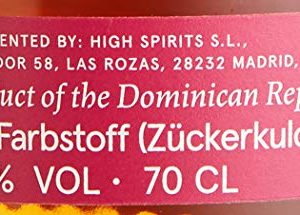 ENTED BY: HIGH SPIRITS S.L.,
DOR 58, LAS ROZAS, 28232 MADRID,
uct of the Dominican Rep
Farbstoff (Zückerkulo
% VOL · 70 CL